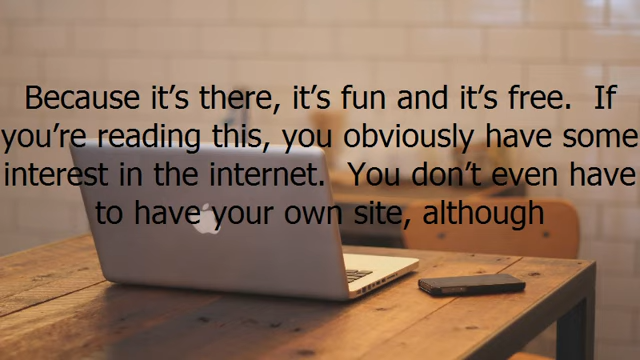 Because it’s there, it’s fun and it’s free.  If
you’re reading this, you obviously have some
interest in the internet.  You don’t even have
to have your own site, although